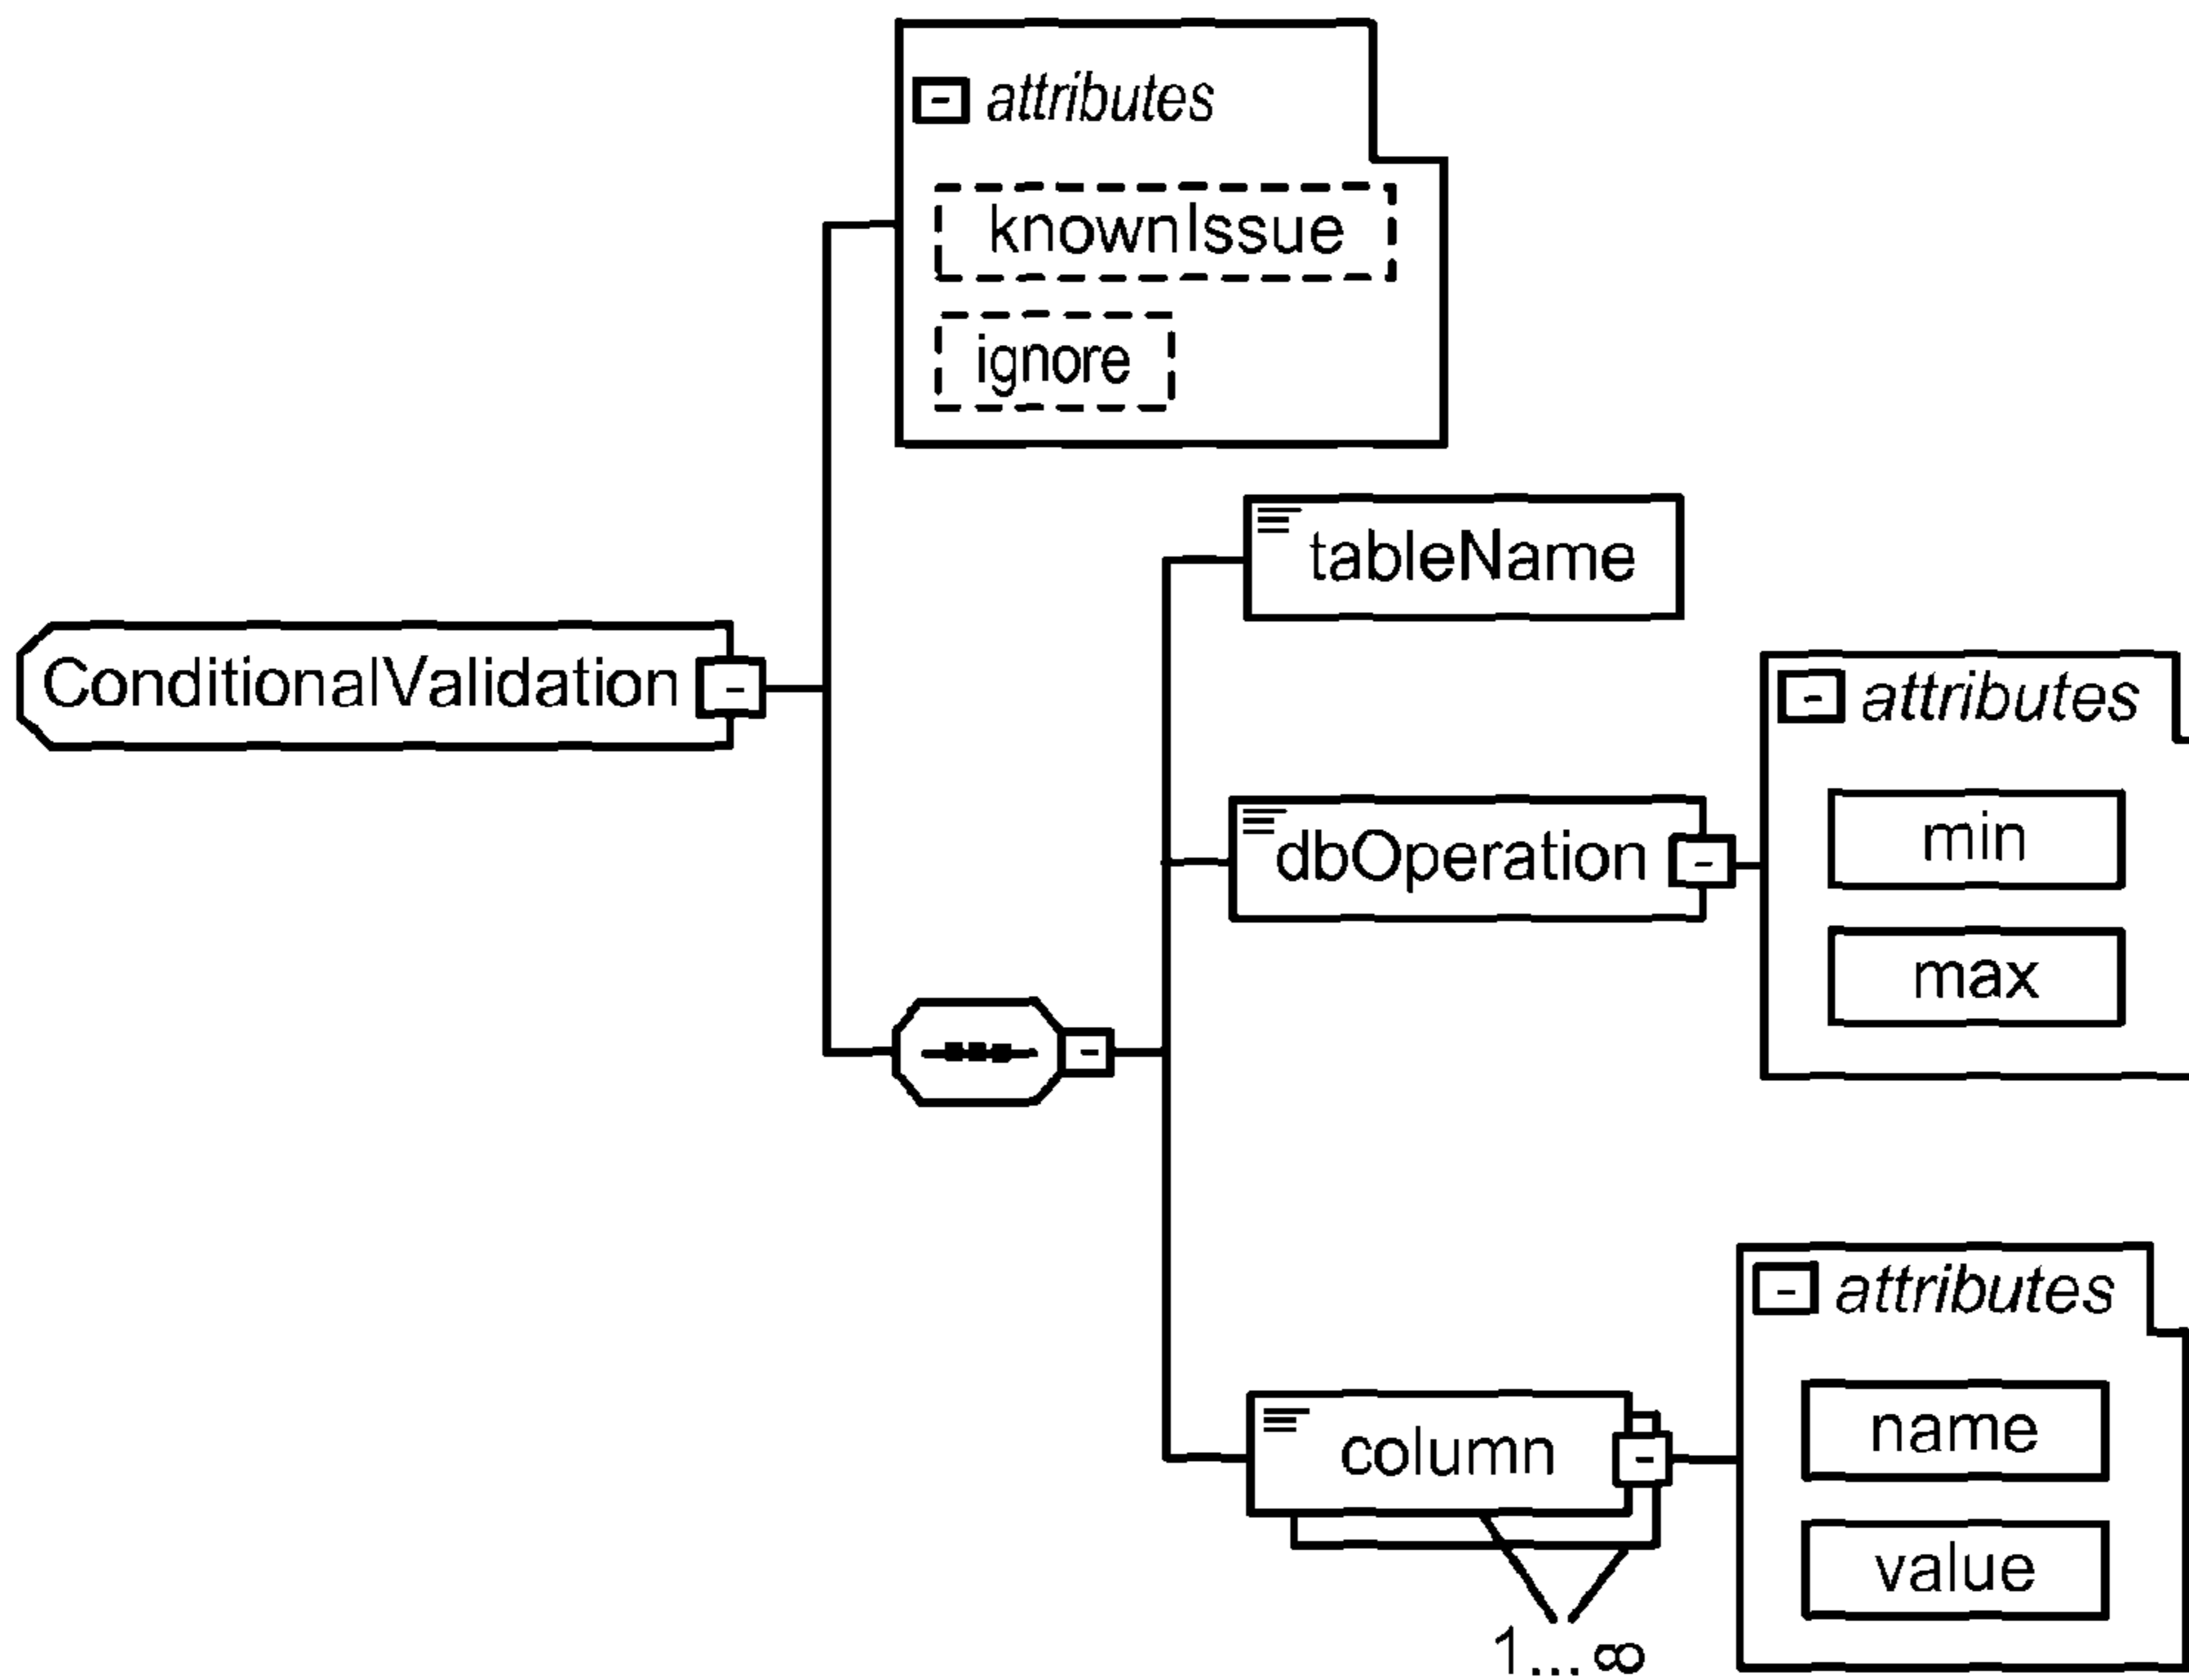 attributes
knownIssue
ignore
tableName
ConditionalValidation
attributes
dbOperation
min
max
attributes
column
name
value
1...∞